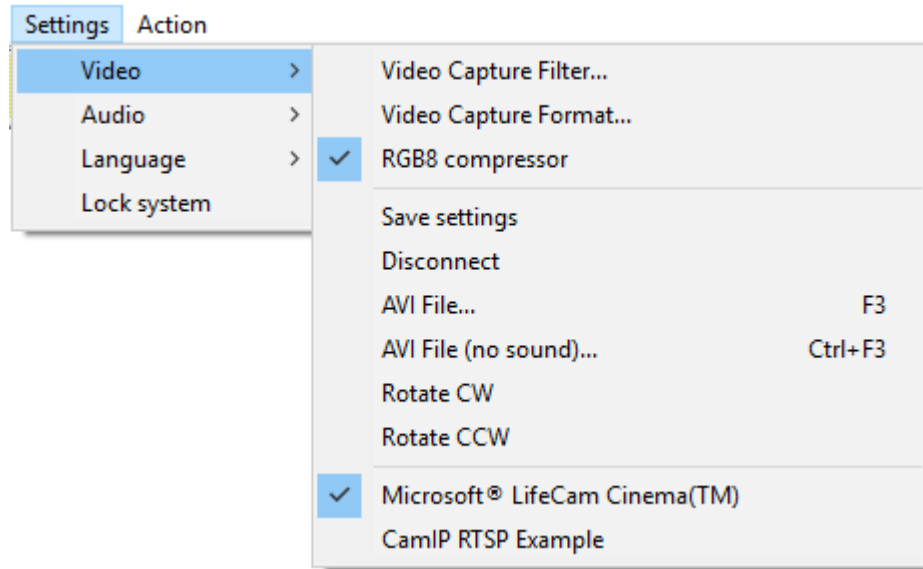 Settings Action
Video >
Audio >
Language >
Lock system
Video Capture Filter...
Video Capture Format...
RGB8 compressor
Save settings
Disconnect
AVI File... F3
AVI File (no sound)... Ctrl+F3
Rotate CW
Rotate CCW
Microsoft® LifeCam Cinema(TM)
CamIP RTSP Example